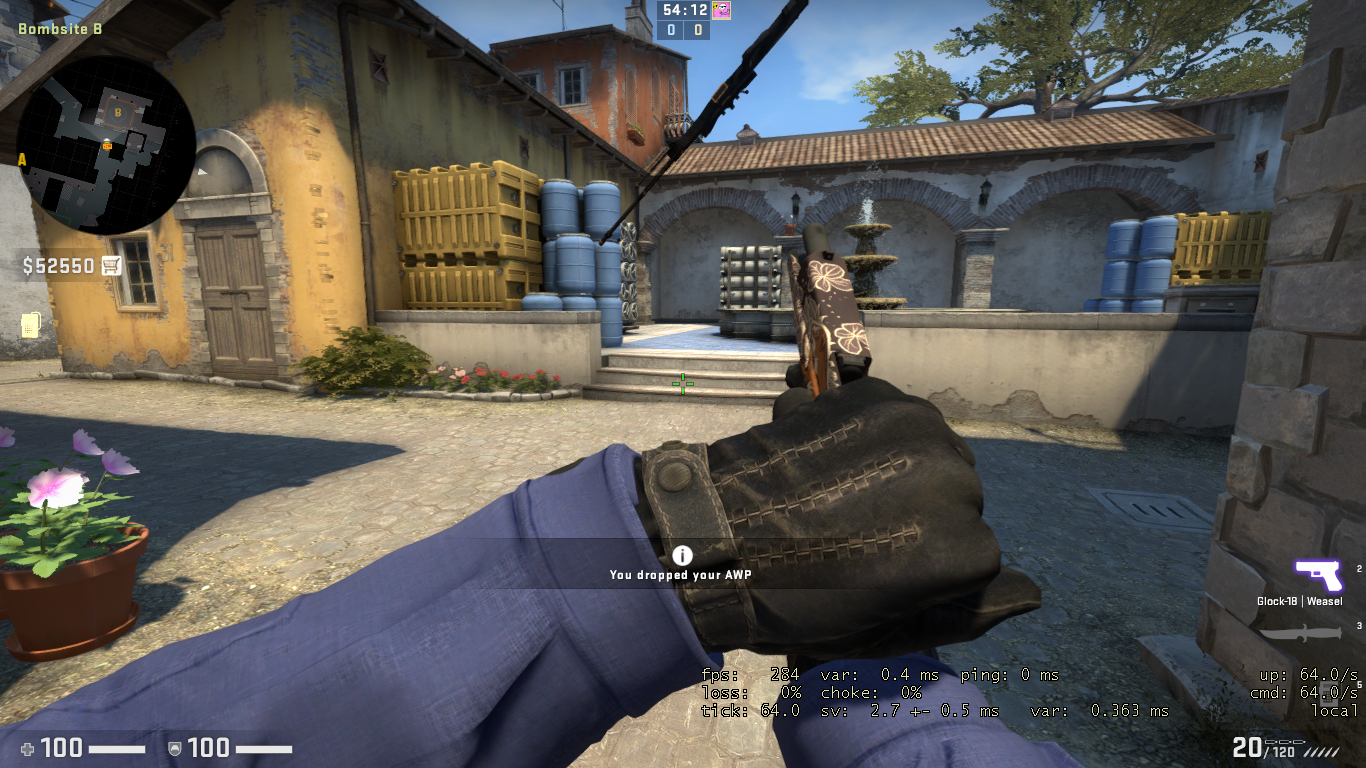 Bombsite B
54:12
0 0
B
A
$52550
You dropped your AWP
2
Glock-18 | Weasel
3
fps: 284 var: 0.4 ms ping: 0 ms
up: 64.0/s
loss: 0% choke: 0%
cmd: 64.0/s
5
tick: 64.0 sv: 2.7 +- 0.5 ms var: 0.363 ms
local
100
100
20/120